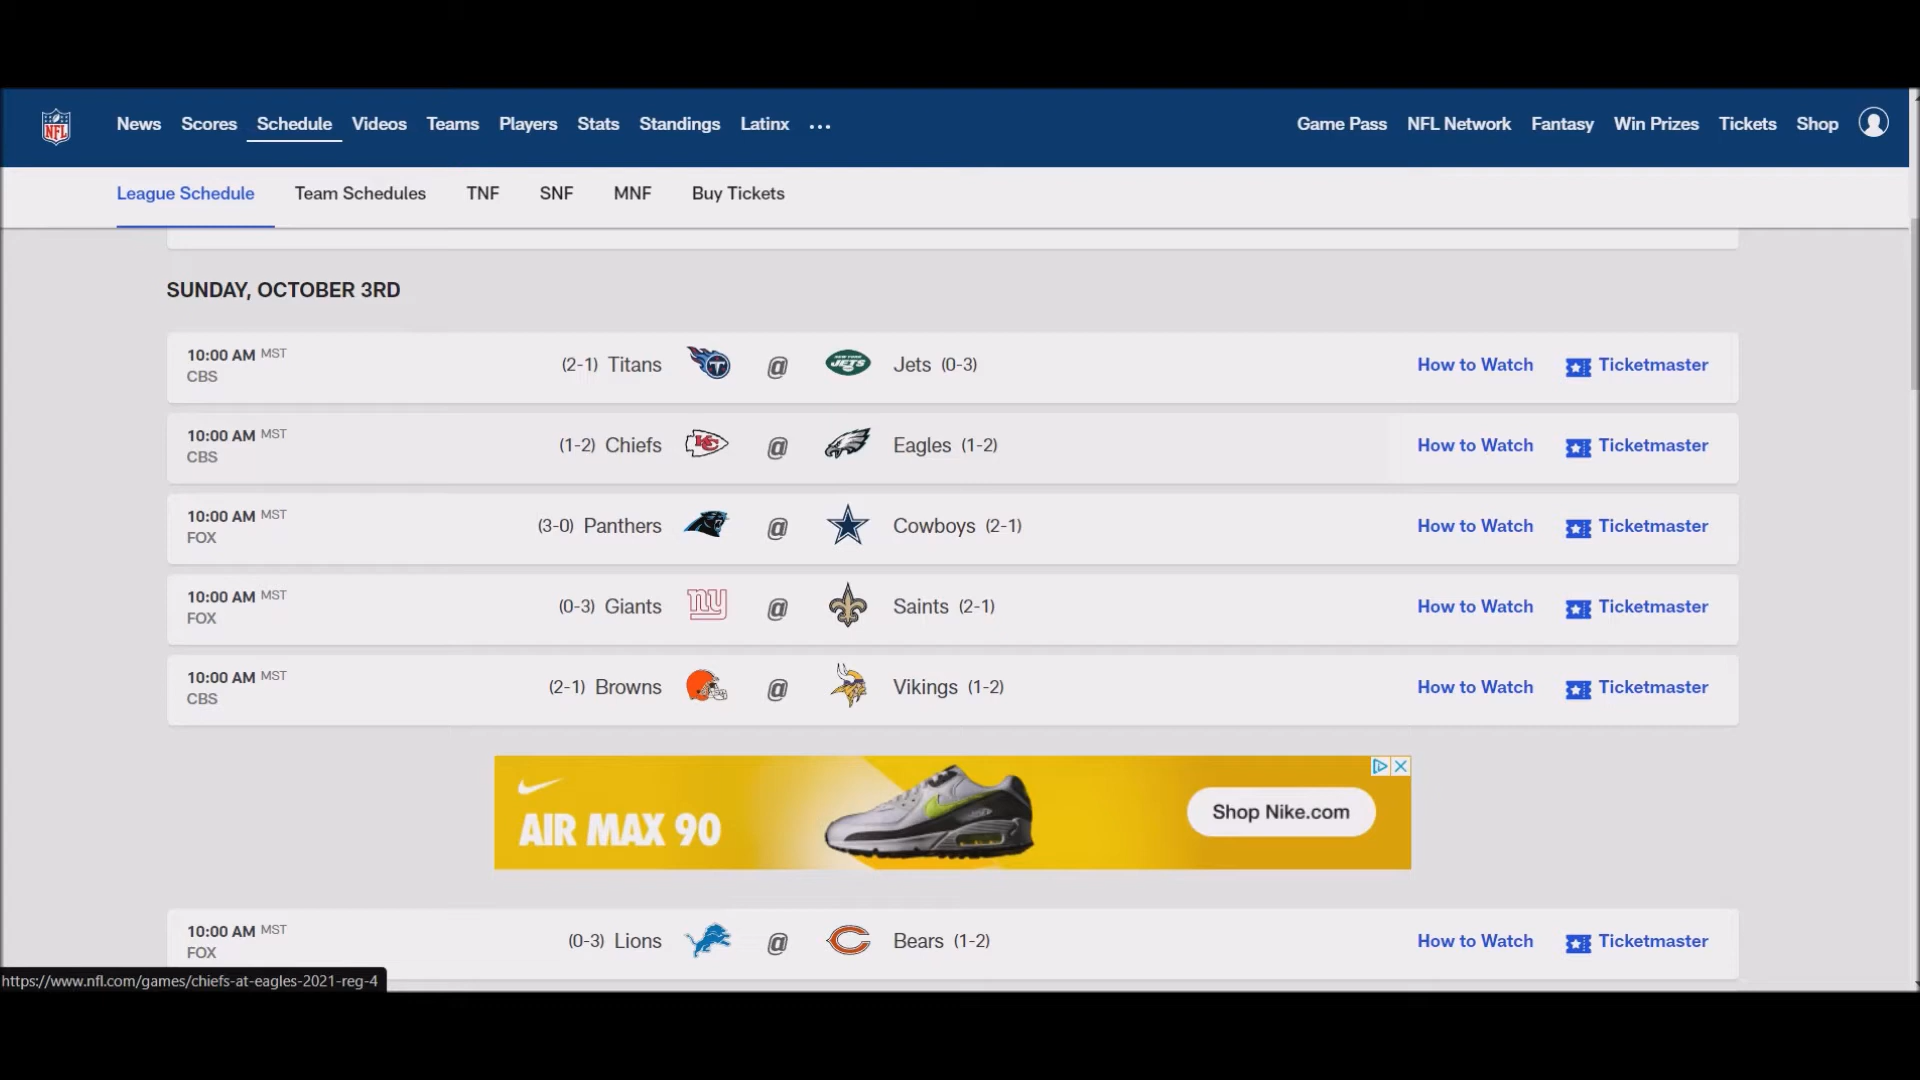 NFL News Scores Schedule Videos Teams Players Stats Standings Latinx ... Game Pass NFL Network Fantasy Win Prizes Tickets Shop
League Schedule Team Schedules TNF SNF MNF Buy Tickets
SUNDAY, OCTOBER 3RD
10:00 AM MST
CBS
(2-1) Titans @ NEW YORK JETS Jets (0-3) How to Watch Ticketmaster
10:00 AM MST
CBS
(1-2) Chiefs KC @ Eagles (1-2) How to Watch Ticketmaster
10:00 AM MST
FOX
(3-0) Panthers @ Cowboys (2-1) How to Watch Ticketmaster
10:00 AM MST
FOX
(0-3) Giants ny @ Saints (2-1) How to Watch Ticketmaster
10:00 AM MST
CBS
(2-1) Browns @ Vikings (1-2) How to Watch Ticketmaster
AIR MAX 90
Shop Nike.com
10:00 AM MST
FOX
(0-3) Lions @ C Bears (1-2) How to Watch Ticketmaster
https://www.nfl.com/games/chiefs-at-eagles-2021-reg-4